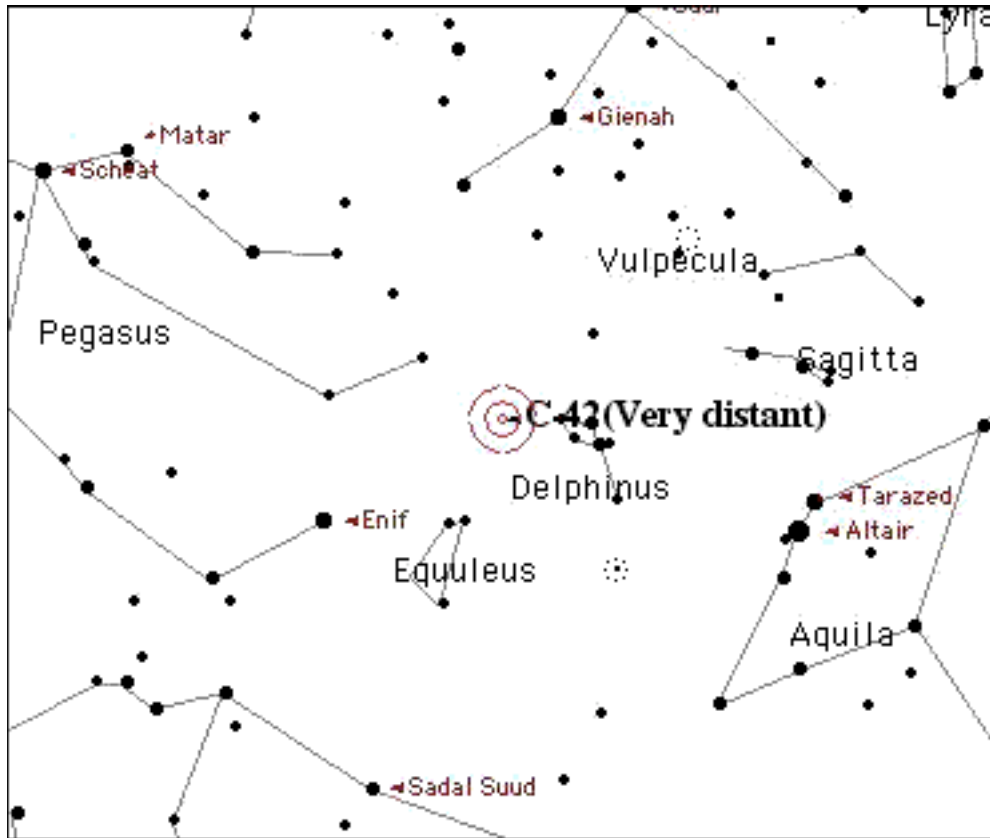 Lyra
Gienah
Matar
Scheat
Vulpecula
Pegasus
Sagitta
C 42(Very distant)
Delphinus
Tarazed
Enif
Altair
Equuleus
Aquila
Sadal Suud